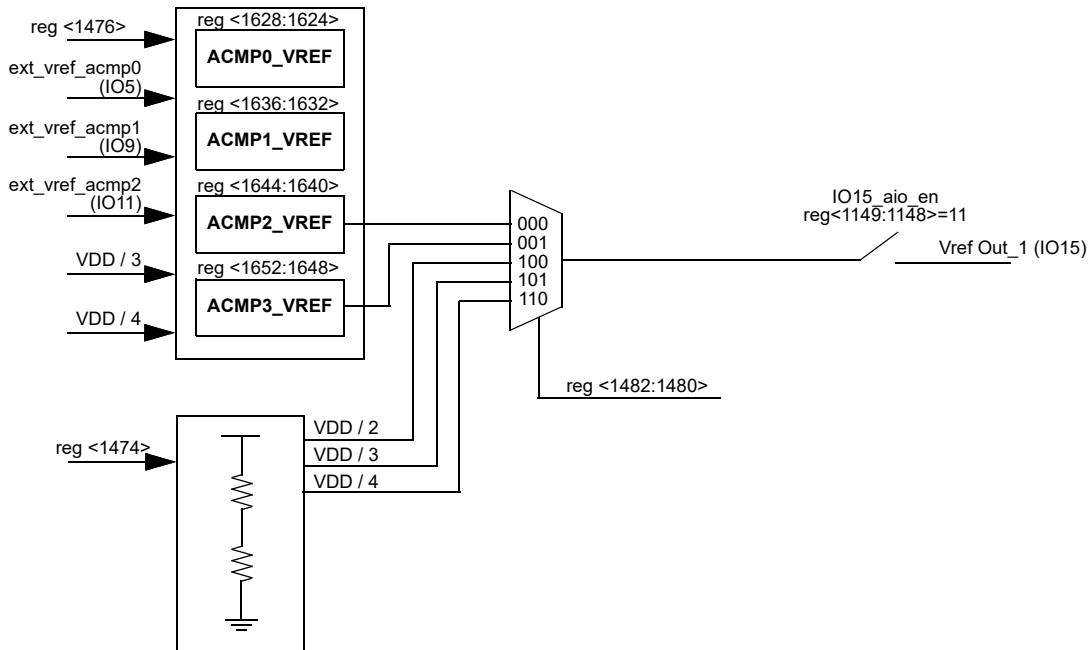 reg <1476>
ext_vref_acmp0
(IO5)
ext_vref_acmp1
(IO9)
ext_vref_acmp2
(IO11)
VDD / 3
VDD / 4
reg <1628:1624>
ACMP0_VREF
reg <1636:1632>
ACMP1_VREF
reg <1644:1640>
ACMP2_VREF
reg <1652:1648>
ACMP3_VREF
000
001
100
101
110
IO15_aio_en
reg<1149:1148>=11
Vref Out_1 (IO15)
reg <1482:1480>
reg <1474>
VDD / 2
VDD / 3
VDD / 4